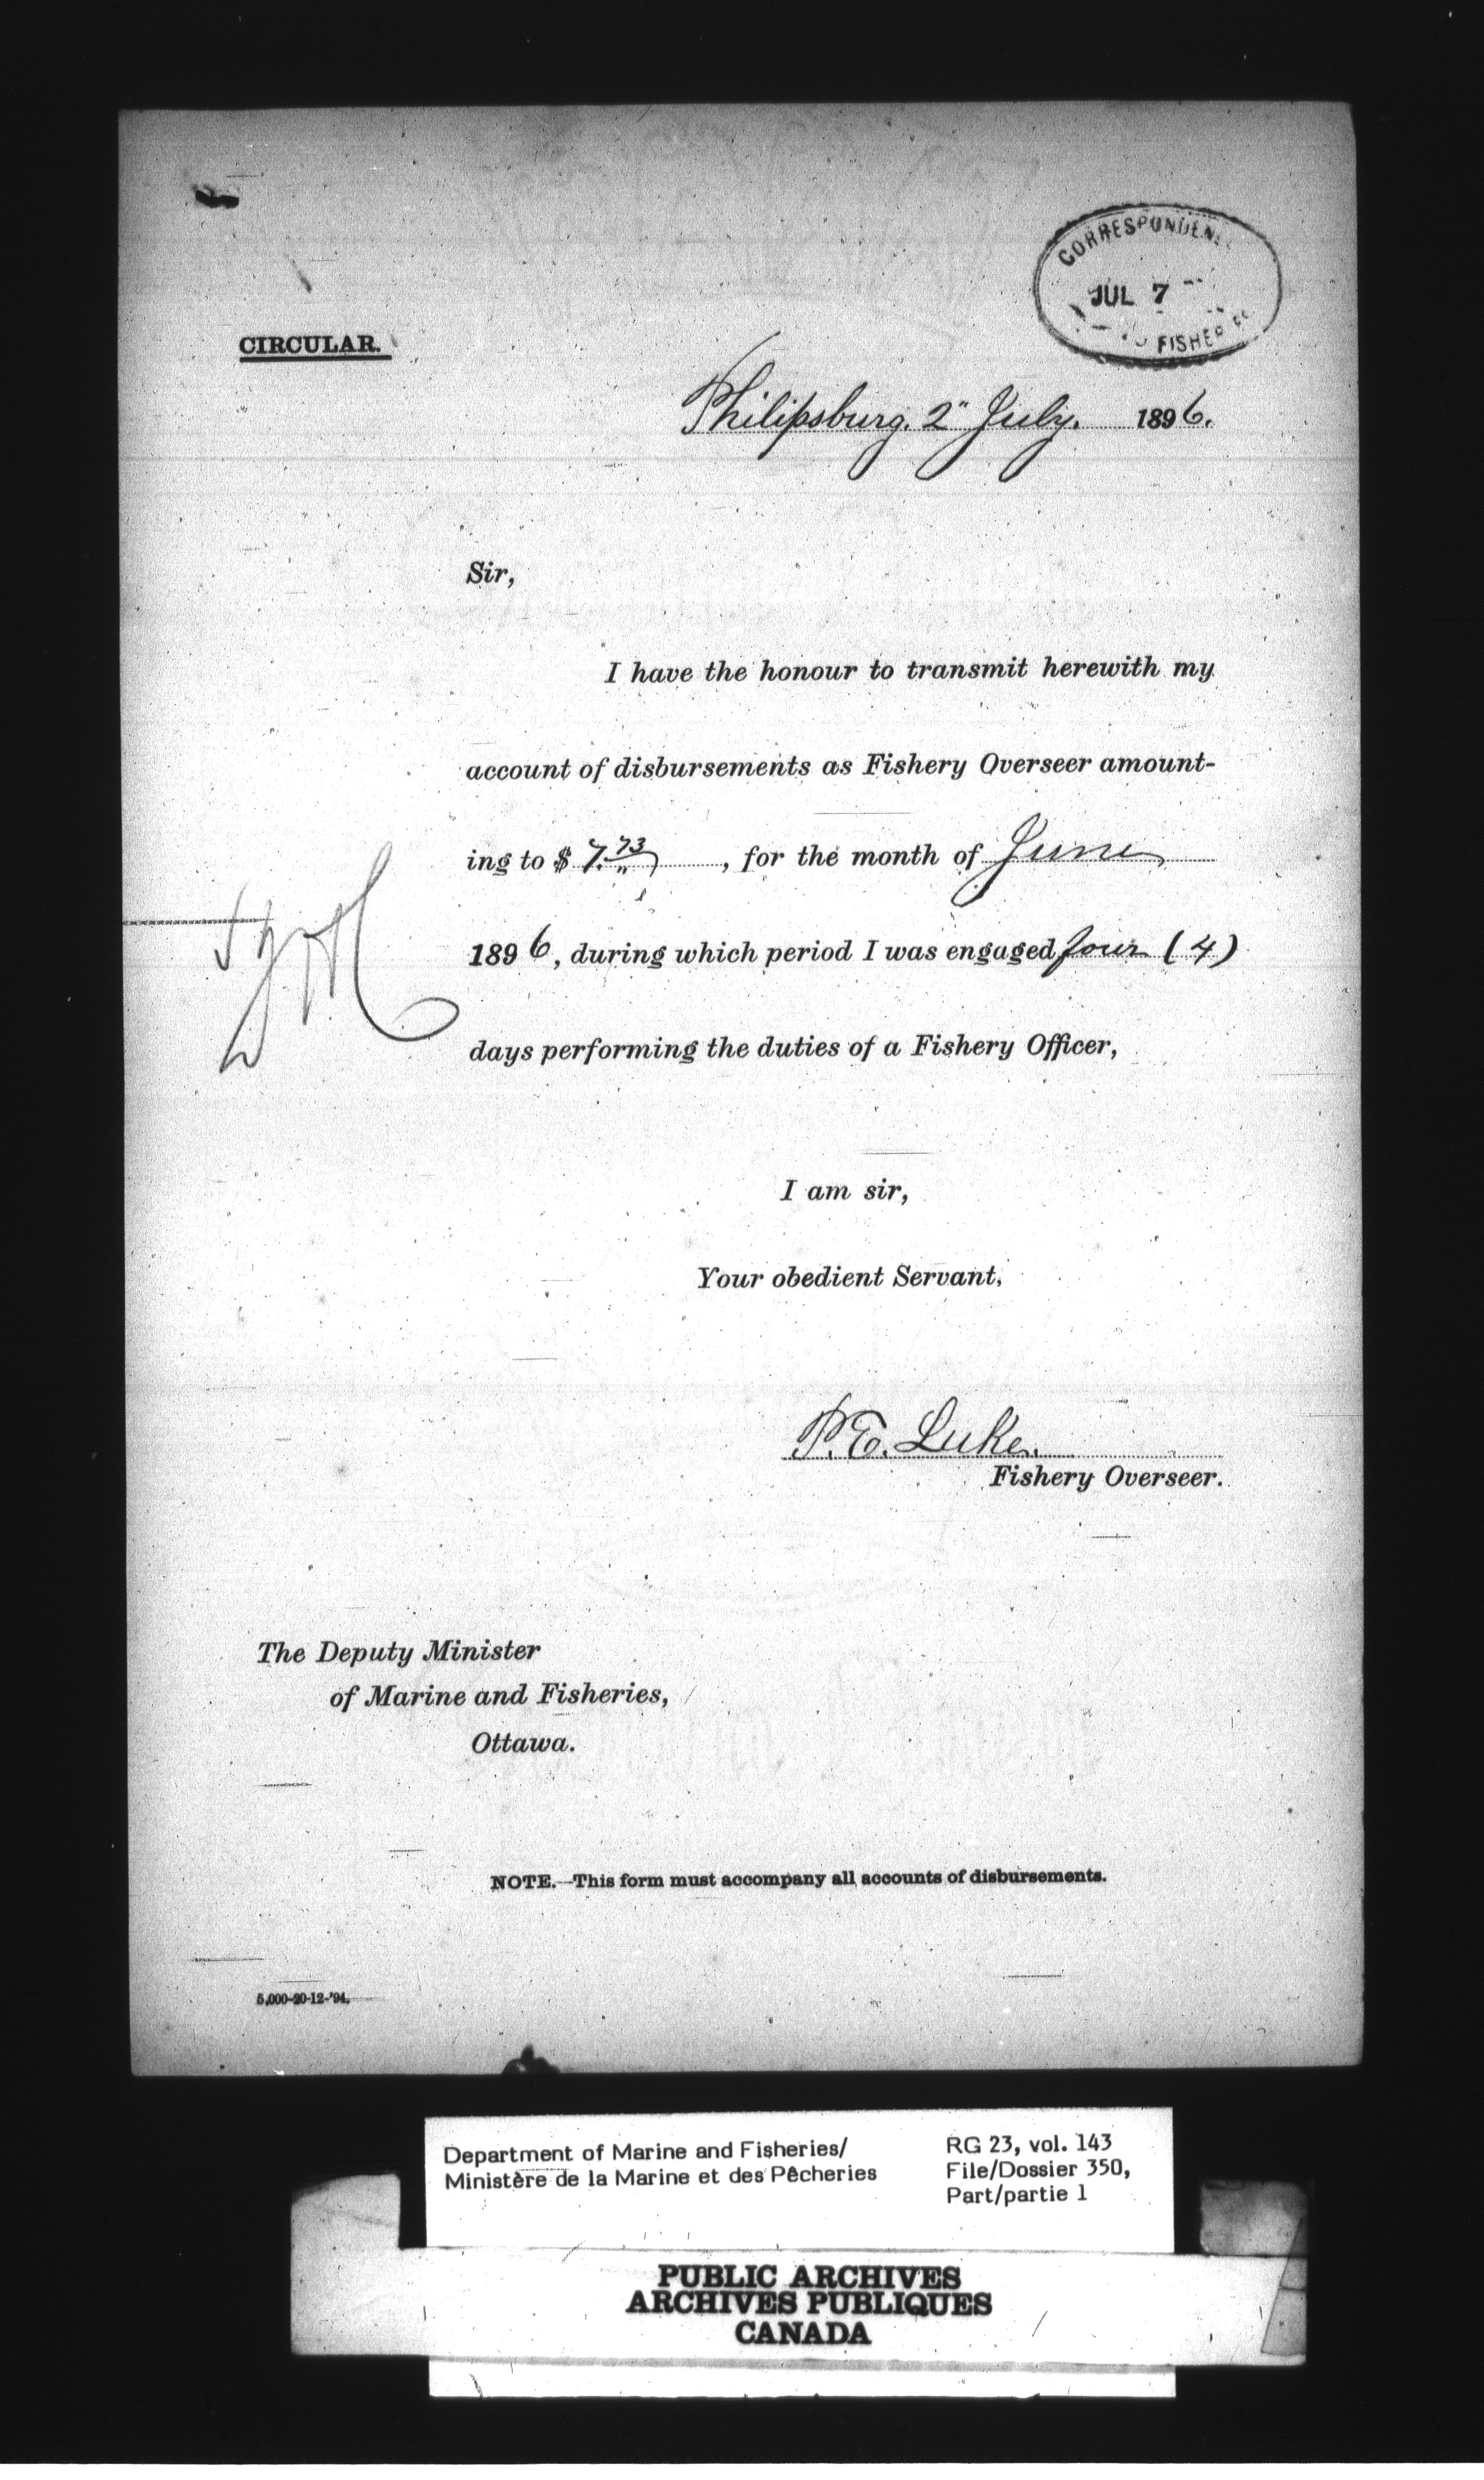 CORRESPONDEN
JUL 7
FISHER
CIRCULAR.
Philipsburg. 2" July. 1896.
Sir,
I have the honour to transmit herewith my
account of disbursements as Fishery Overseer amount-
ing to $ 7.73, for the month of June
1896, during which period I was engaged four (4)
days performing the duties of a Fishery Officer,
I am sir,
Your obedient Servant,
P.E. Luke.
Fishery Overseer.
The Deputy Minister
of Marine and Fisheries,
Ottawa.
NOTE.—This form must accompany all accounts of disbursements.
5,000-20-12-'94.
Department of Marine and Fisheries/
Ministère de la Marine et des Pêcheries
RG 23, vol. 143
File/Dossier 350,
Part/partie 1
PUBLIC ARCHIVES
ARCHIVES PUBLIQUES
CANADA